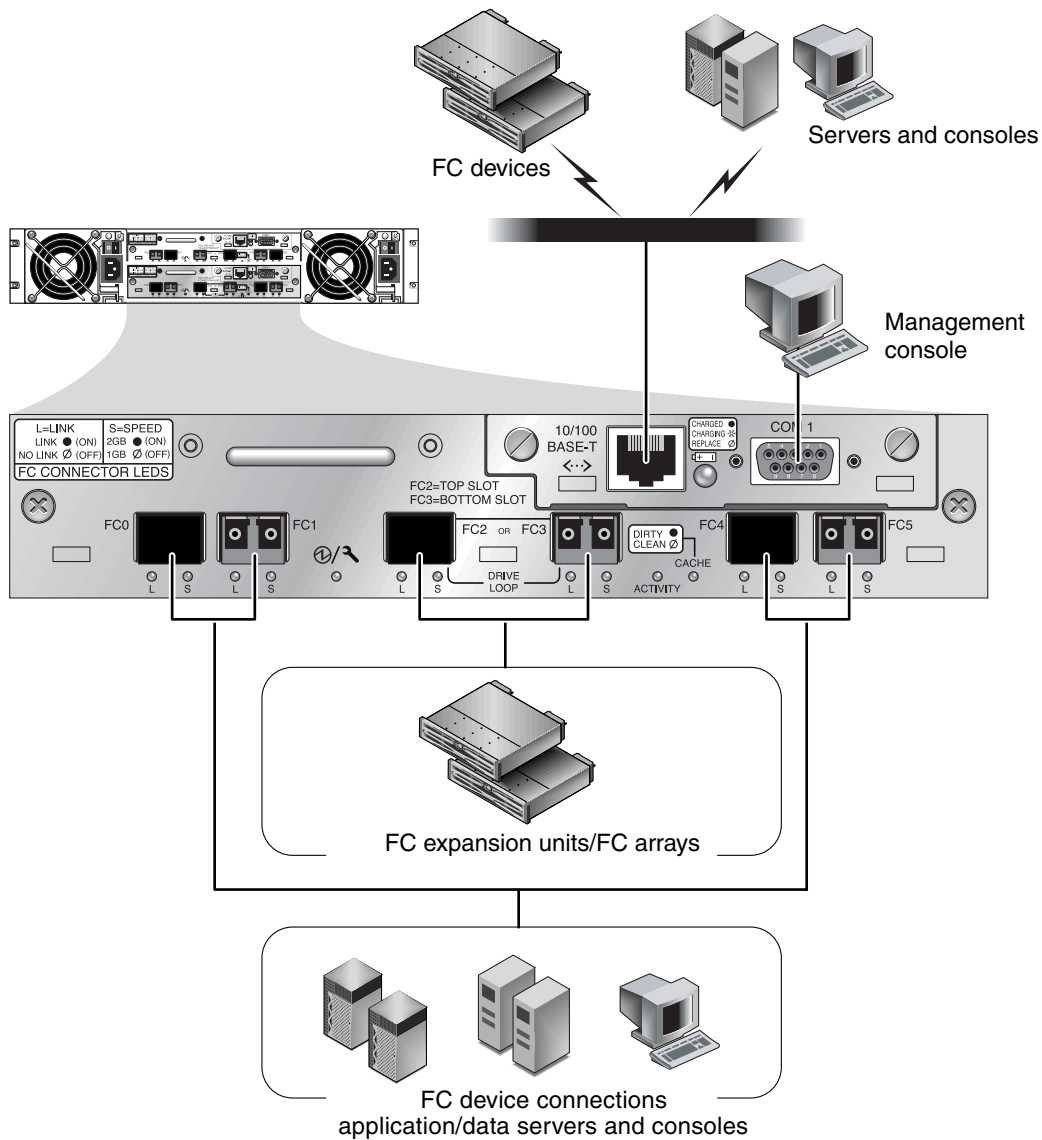 FC devices
Servers and consoles
Management
console
L=LINK
LINK ● (ON)
NO LINK Ø (OFF)
S=SPEED
2GB ● (ON)
1GB Ø (OFF)
FC CONNECTOR LEDS
10/100
BASE-T
<··>
CHARGED ●
CHARGING
REPLACE Ø
+ -
COM 1
FC2=TOP SLOT
FC3=BOTTOM SLOT
FC0
FC1
FC2 OR FC3
DIRTY ●
CLEAN Ø
CACHE
FC4
FC5
L S
L S
L S
DRIVE
LOOP
L S
ACTIVITY
L S
L S
FC expansion units/FC arrays
FC device connections
application/data servers and consoles